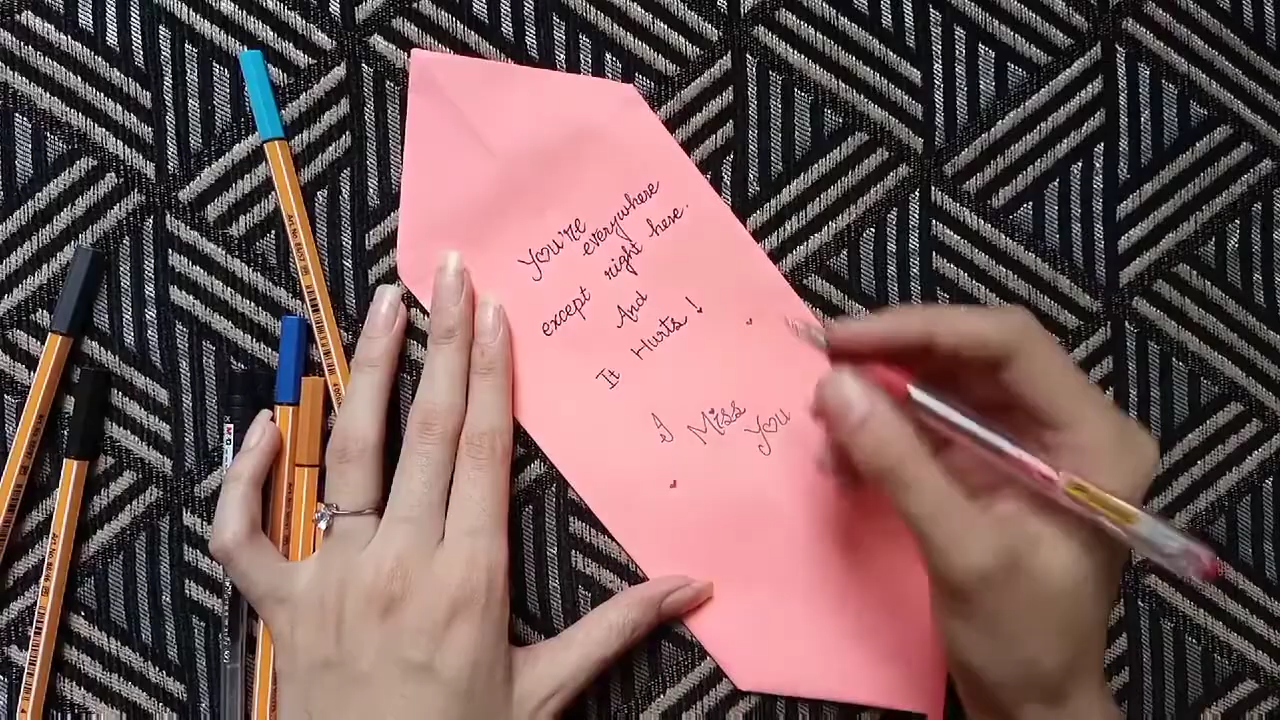 You're
everywhere
except right here.
And
It Hurts!
I Miss You